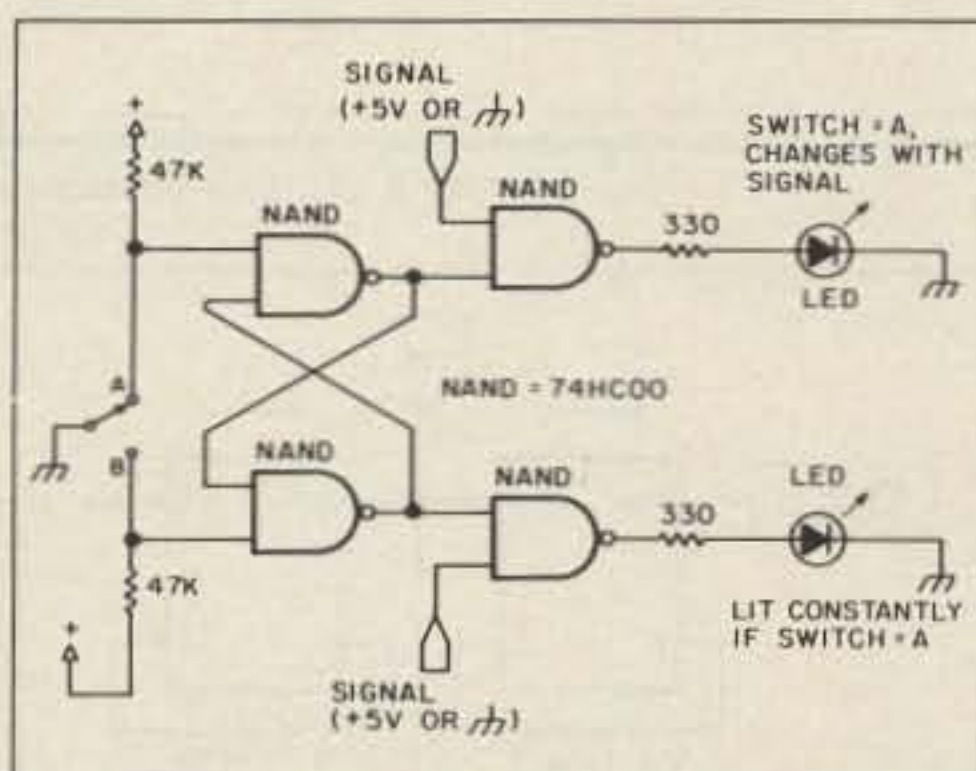 SIGNAL
(+5V OR ⏚)
SWITCH = A,
CHANGES WITH
SIGNAL
+
47K
NAND
NAND
330
LED
A
NAND = 74HC00
B
NAND
NAND
LED
330
47K
+
LIT CONSTANTLY
IF SWITCH = A
SIGNAL
(+5V OR ⏚)